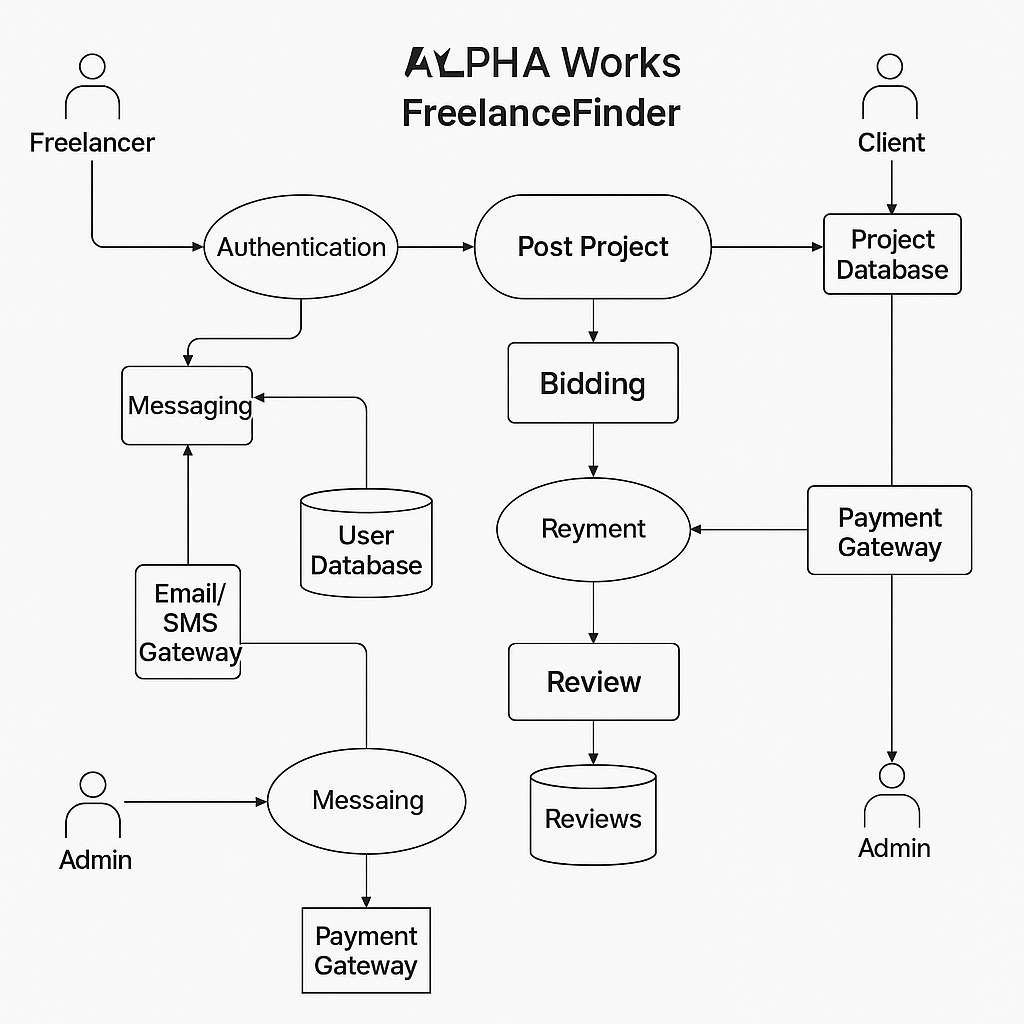 ALPHA Works
FreelanceFinder
Freelancer
Client
Authentication
Post Project
Project
Database
Messaging
Bidding
User
Database
Reyment
Payment
Gateway
Email/
SMS
Gateway
Review
Admin
Messaing
Reviews
Admin
Payment
Gateway